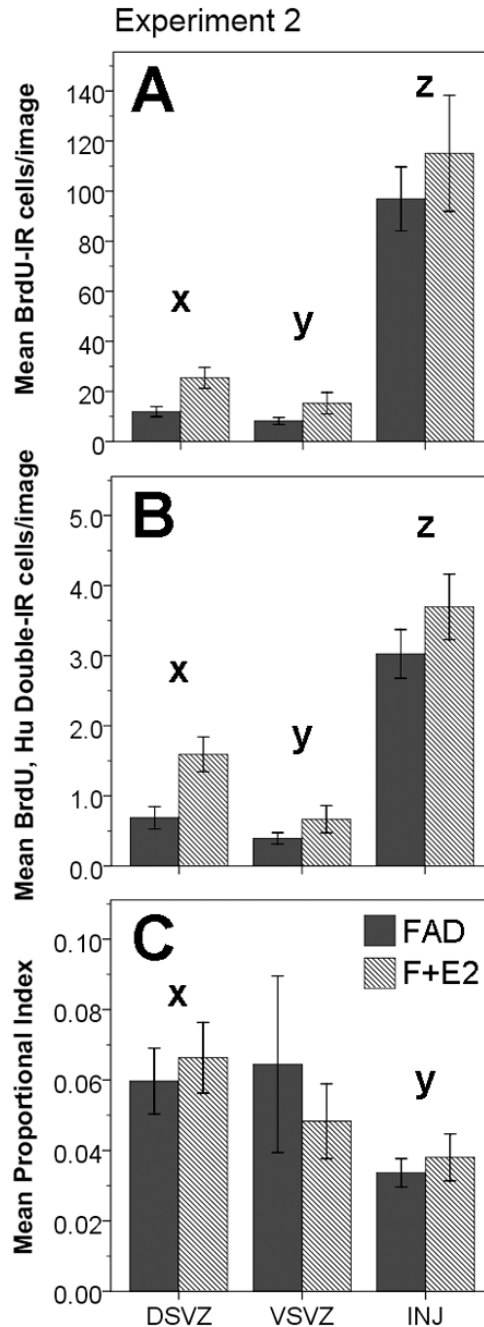 Experiment 2
Mean BrdU-IR cells/image
A
x
y
z
140
120
100
80
60
40
20
0
Mean BrdU, Hu Double-IR cells/image
B
x
y
z
5.0
4.0
3.0
2.0
1.0
0.0
Mean Proportional Index
C
FAD
F+E2
x
y
0.10
0.08
0.06
0.04
0.02
0.00
DSVZ VSVZ INJ